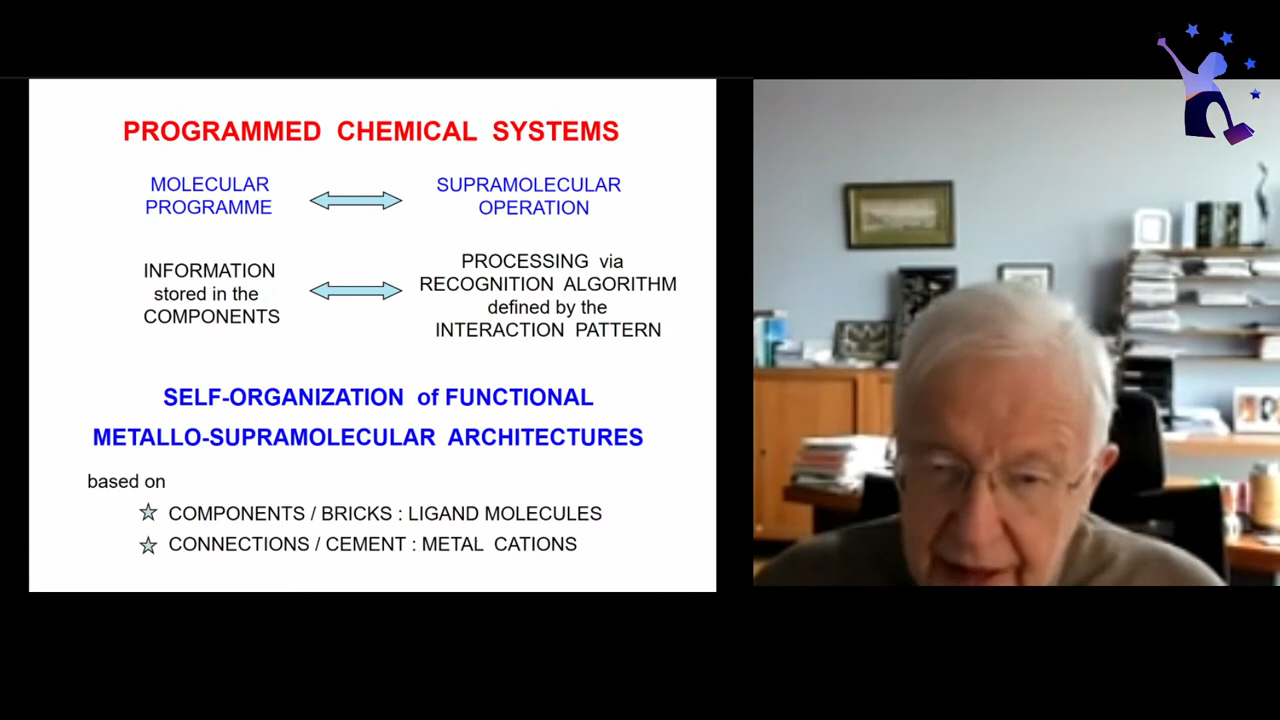 PROGRAMMED CHEMICAL SYSTEMS
MOLECULAR
PROGRAMME
SUPRAMOLECULAR
OPERATION
INFORMATION
stored in the
COMPONENTS
PROCESSING via
RECOGNITION ALGORITHM
defined by the
INTERACTION PATTERN
SELF-ORGANIZATION of FUNCTIONAL
METALLO-SUPRAMOLECULAR ARCHITECTURES
based on
COMPONENTS / BRICKS : LIGAND MOLECULES
CONNECTIONS / CEMENT : METAL CATIONS